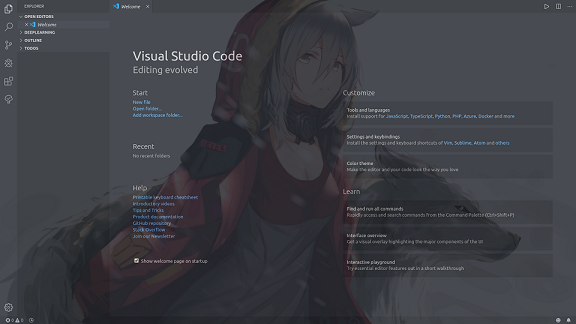 EXPLORER
OPEN EDITORS
Welcome
DEEPLEARNING
OUTLINE
TODOS
Welcome
Visual Studio Code
Editing evolved
Start
New file
Open folder...
Add workspace folder...
Recent
No recent folders
Help
Printable keyboard cheatsheet
Introductory videos
Tips and Tricks
Product documentation
GitHub repository
Stack Overflow
Join our Newsletter
Show welcome page on startup
Customize
Tools and languages
Install support for JavaScript, TypeScript, Python, PHP, Azure, Docker and more
Settings and keybindings
Install the settings and keyboard shortcuts of Vim, Sublime, Atom and others
Color theme
Make the editor and your code look the way you love
Learn
Find and run all commands
Rapidly access and search commands from the Command Palette (Ctrl+Shift+P)
Interface overview
Get a visual overlay highlighting the major components of the UI
Interactive playground
Try essential editor features out in a short walkthrough
0 0